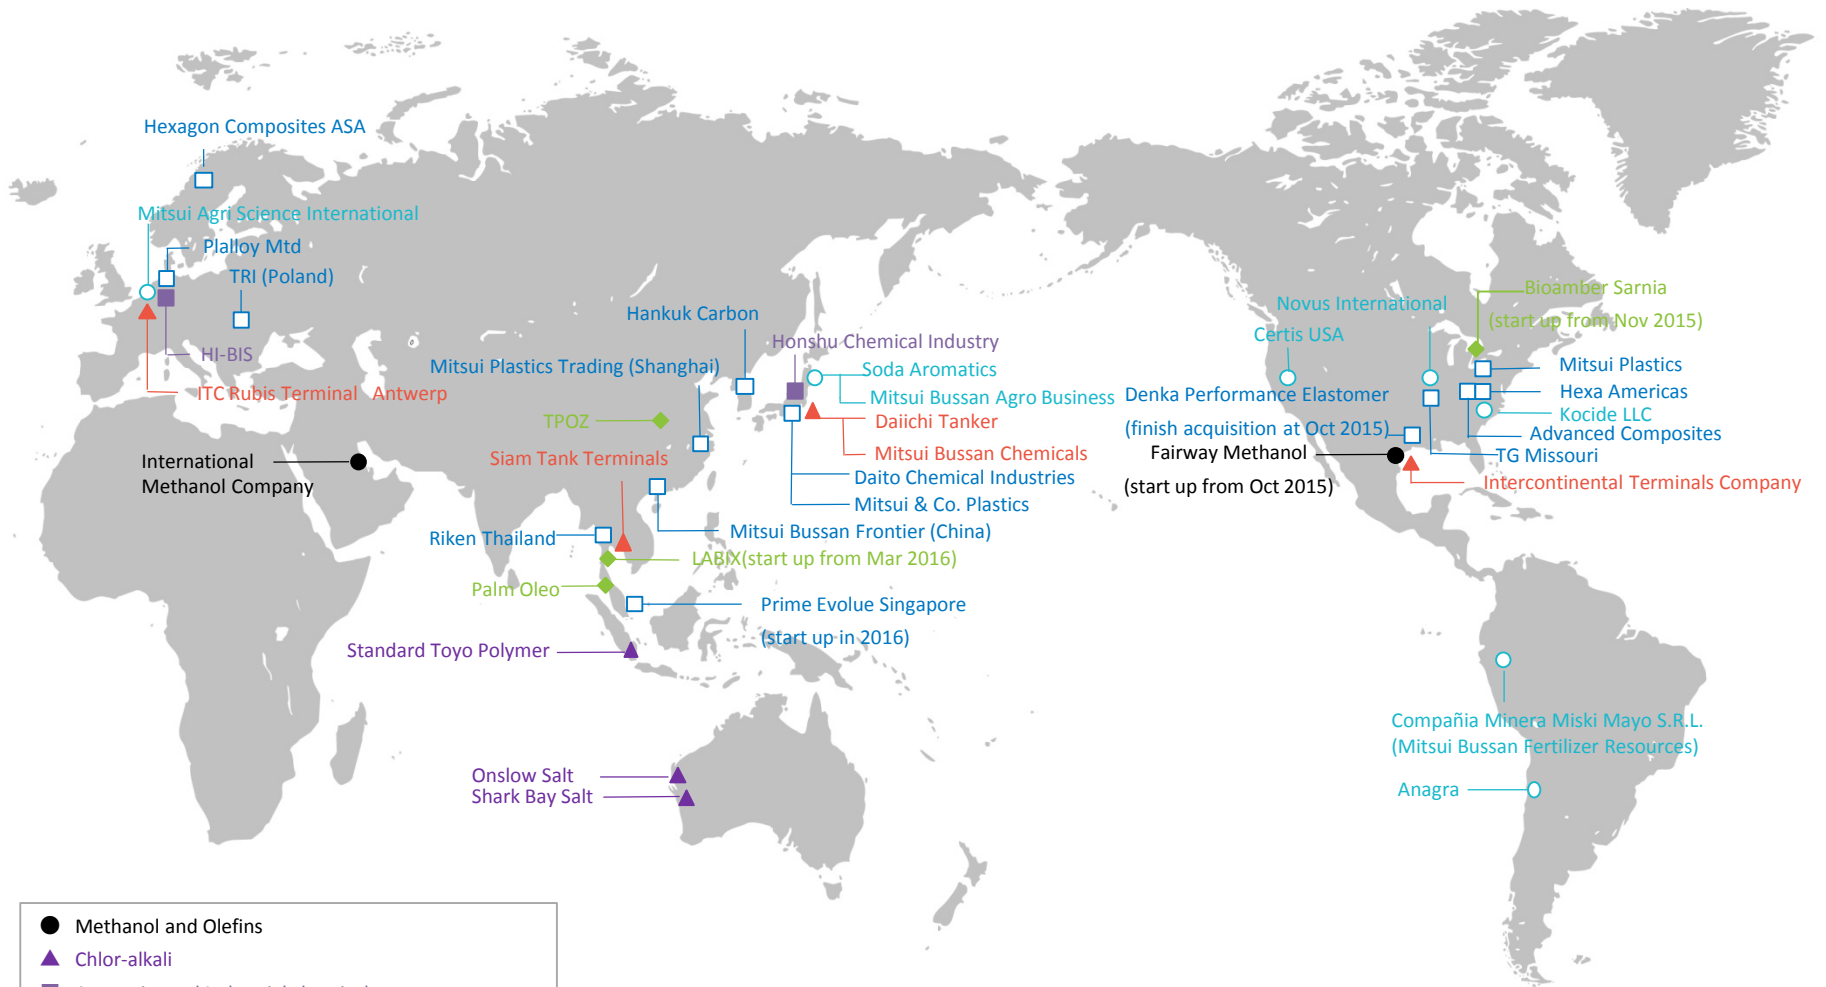 Hexagon Composites ASA
Mitsui Agri Science International
Plalloy Mtd
TRI (Poland)
HI-BIS
ITC Rubis Terminal Antwerp
International
Methanol Company
Hankuk Carbon
Mitsui Plastics Trading (Shanghai)
TPOZ
Siam Tank Terminals
Honshu Chemical Industry
Soda Aromatics
Mitsui Bussan Agro Business
Daiichi Tanker
Mitsui Bussan Chemicals
Daito Chemical Industries
Mitsui & Co. Plastics
Mitsui Bussan Frontier (China)
Riken Thailand
LABIX(start up from Mar 2016)
Palm Oleo
Prime Evolue Singapore
(start up in 2016)
Standard Toyo Polymer
Onslow Salt
Shark Bay Salt
Novus International
Certis USA
Bioamber Sarnia
(start up from Nov 2015)
Mitsui Plastics
Hexa Americas
Kocide LLC
Advanced Composites
TG Missouri
Denka Performance Elastomer
(finish acquisition at Oct 2015)
Fairway Methanol
(start up from Oct 2015)
Intercontinental Terminals Company
Compañia Minera Miski Mayo S.R.L.
(Mitsui Bussan Fertilizer Resources)
Anagra
Methanol and Olefins
Chlor-alkali